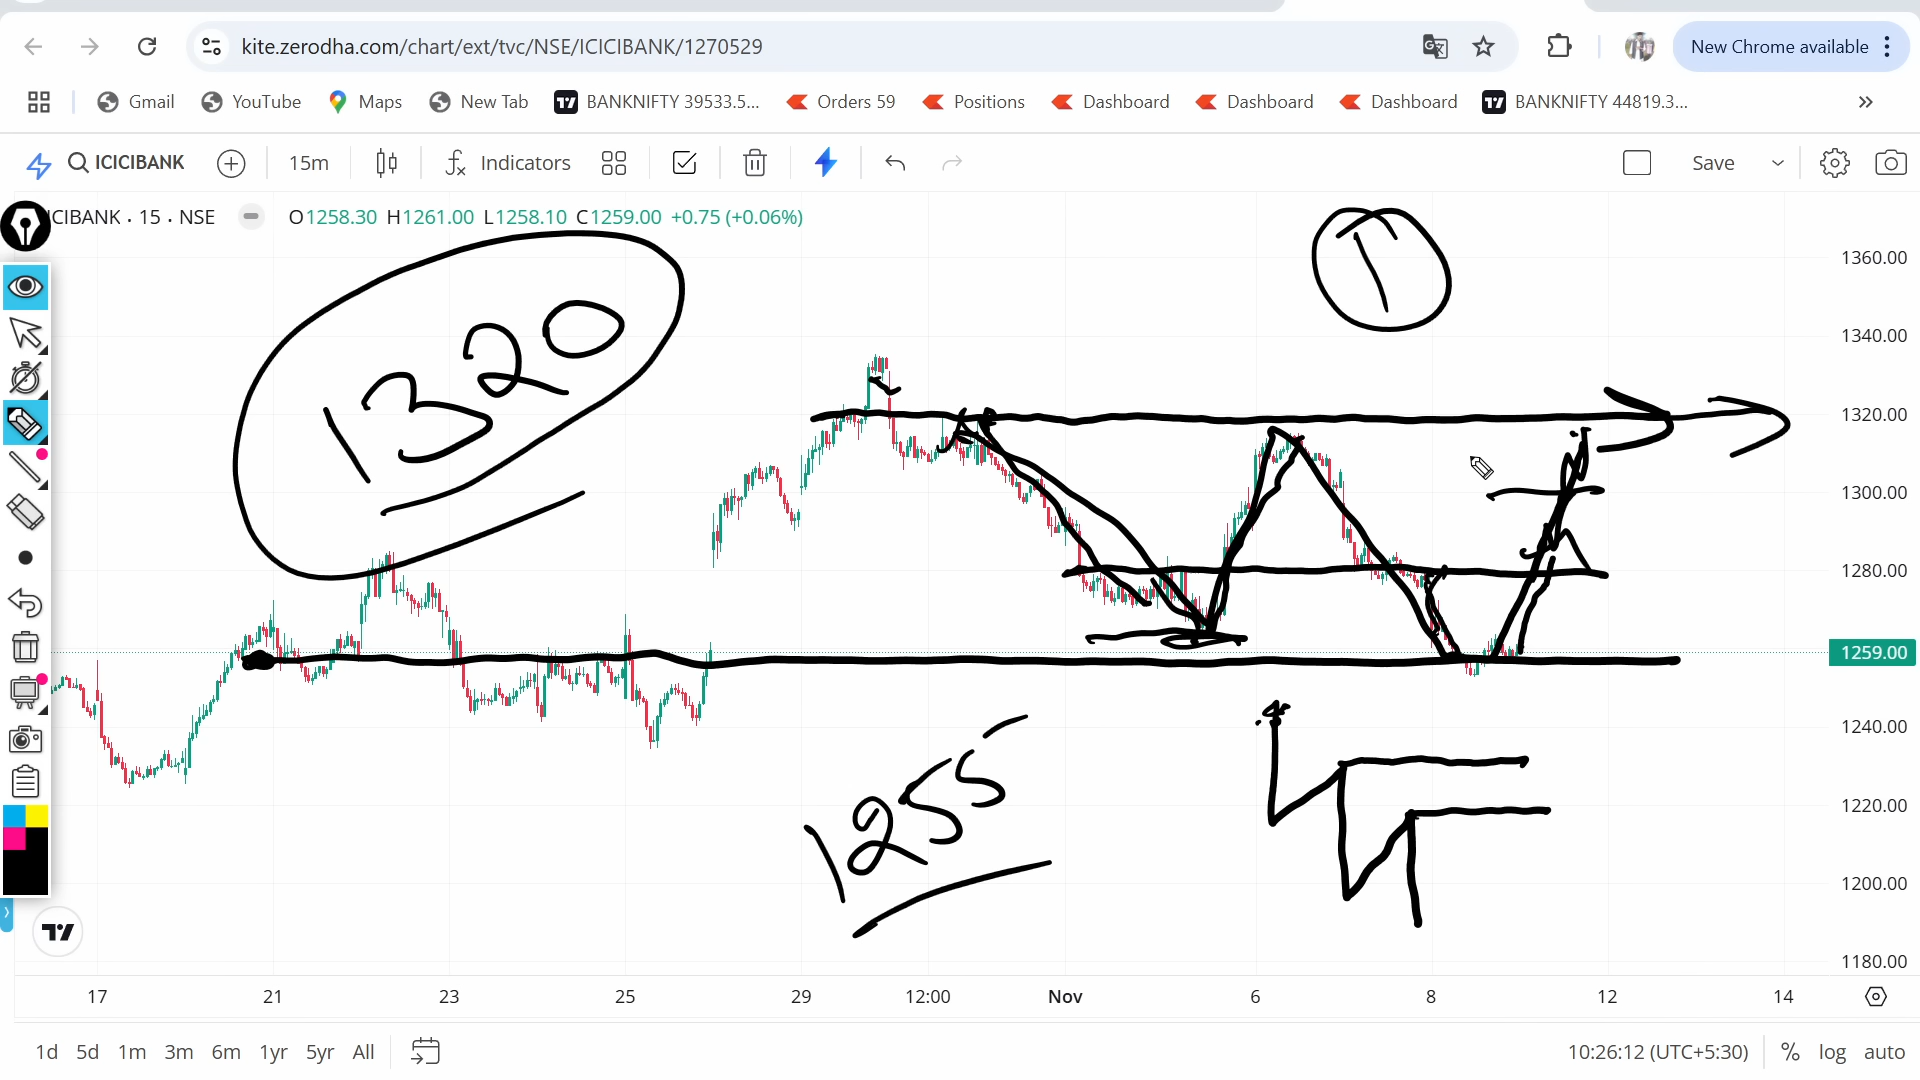 kite.zerodha.com/chart/ext/tvc/NSE/ICICIBANK/1270529
New Chrome available
Gmail
YouTube
Maps
New Tab
BANKNIFTY 39533.5...
Orders 59
Positions
Dashboard
Dashboard
Dashboard
BANKNIFTY 44819.3...
»
ICICIBANK
15m
Indicators
Save
CIBANK · 15 · NSE
O1258.30 H1261.00 L1258.10 C1259.00 +0.75 (+0.06%)
1320
1255
1360.00
1340.00
1320.00
1300.00
1280.00
1259.00
1240.00
1220.00
1200.00
1180.00
17 21 23 25 29 12:00 Nov 6 8 12 14
1d 5d 1m 3m 6m 1yr 5yr All
10:26:12 (UTC+5:30)
% log auto